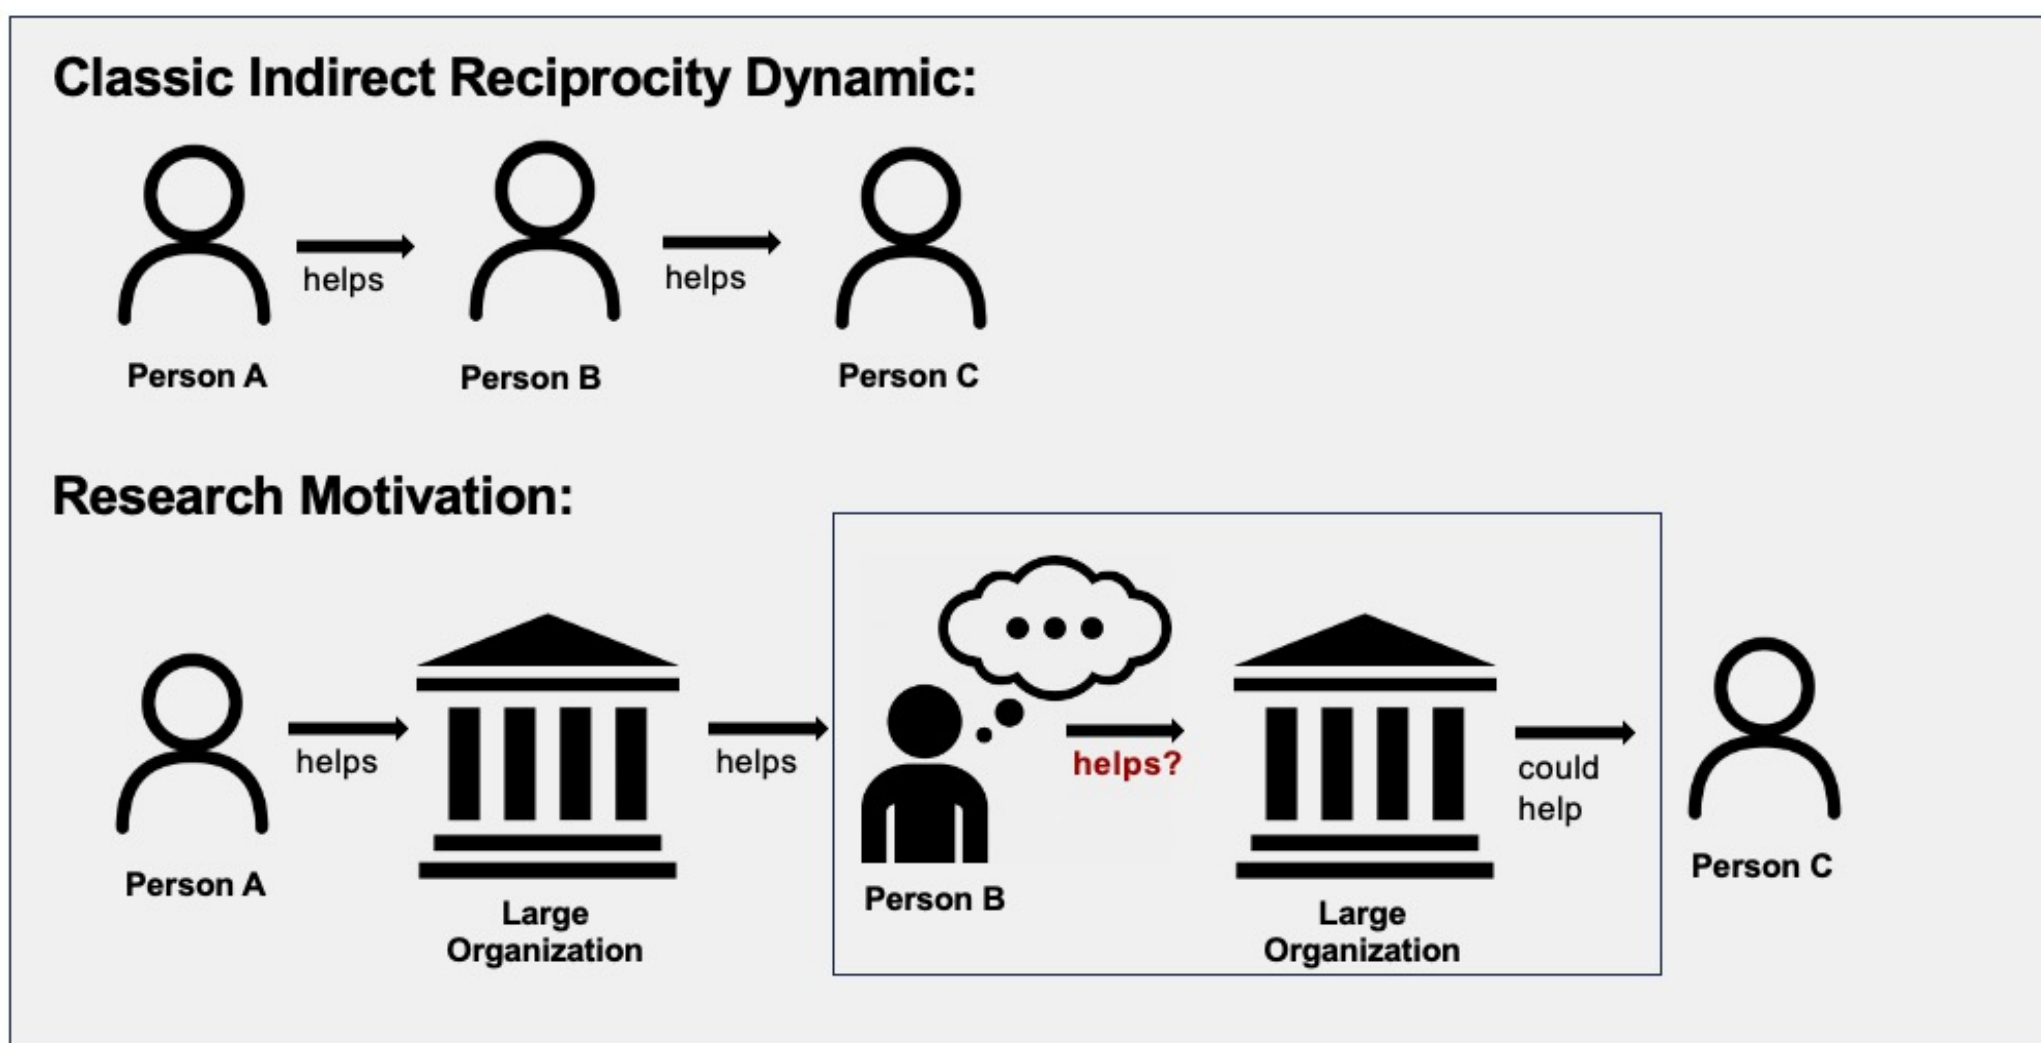 Classic Indirect Reciprocity Dynamic:
helps
helps
Person A
Person B
Person C
Research Motivation:
helps
helps
helps?
could
help
Person A
Large
Organization
Person B
Large
Organization
Person C